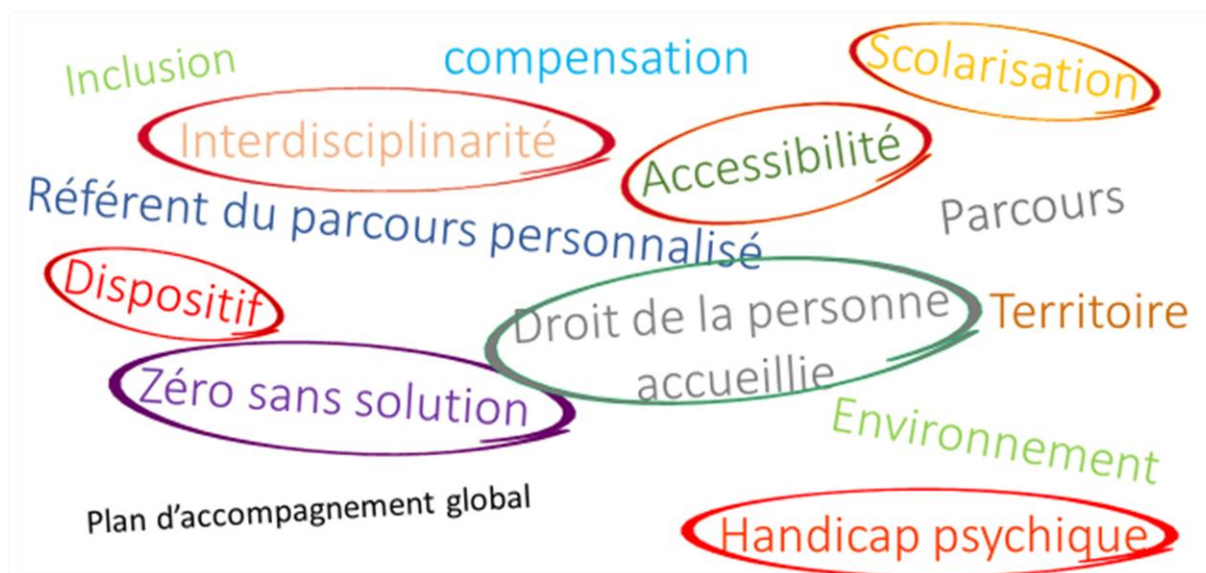 Inclusion
compensation
Scolarisation
Interdisciplinarité
Accessibilité
Référent du parcours personnalisé
Parcours
Dispositif
Droit de la personne
accueillie
Territoire
Zéro sans solution
Environnement
Plan d’accompagnement global
Handicap psychique